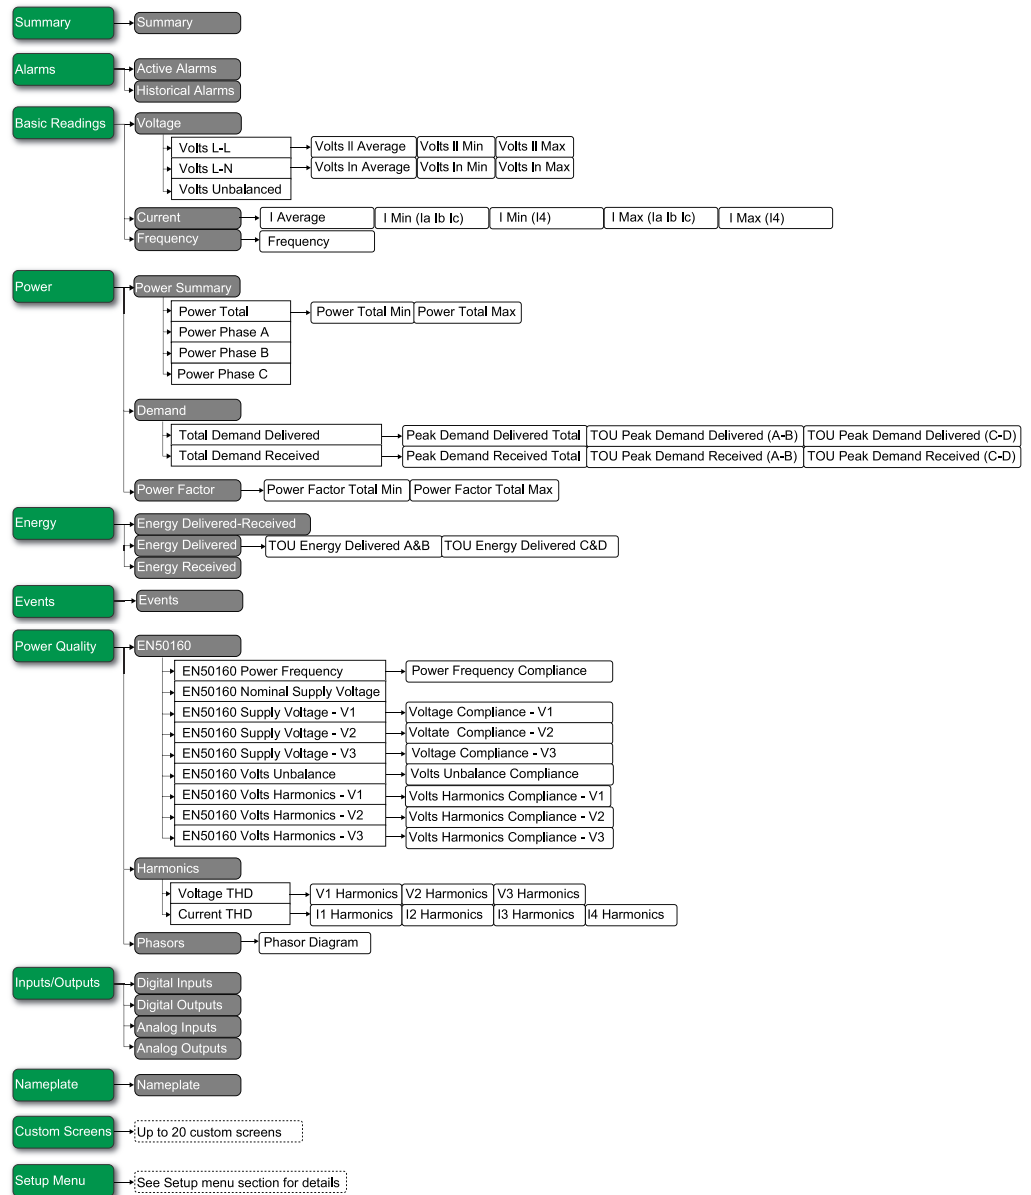 Summary Summary
Alarms Active Alarms
Historical Alarms
Basic Readings Voltage
Volts L-L Volts ll Average Volts ll Min Volts ll Max
Volts L-N Volts ln Average Volts ln Min Volts ln Max
Volts Unbalanced
Current I Average I Min (Ia Ib Ic) I Min (I4) I Max (Ia Ib Ic) I Max (I4)
Frequency Frequency
Power Power Summary
Power Total Power Total Min Power Total Max
Power Phase A
Power Phase B
Power Phase C
Demand
Total Demand Delivered Peak Demand Delivered Total TOU Peak Demand Delivered (A-B) TOU Peak Demand Delivered (C-D)
Total Demand Received Peak Demand Received Total TOU Peak Demand Received (A-B) TOU Peak Demand Received (C-D)
Power Factor Power Factor Total Min Power Factor Total Max
Energy Energy Delivered-Received
Energy Delivered TOU Energy Delivered A&B TOU Energy Delivered C&D
Energy Received
Events Events
Power Quality EN50160
EN50160 Power Frequency Power Frequency Compliance
EN50160 Nominal Supply Voltage
EN50160 Supply Voltage - V1 Voltage Compliance - V1
EN50160 Supply Voltage - V2 Voltate Compliance - V2
EN50160 Supply Voltage - V3 Voltage Compliance - V3
EN50160 Volts Unbalance Volts Unbalance Compliance
EN50160 Volts Harmonics - V1 Volts Harmonics Compliance - V1
EN50160 Volts Harmonics - V2 Volts Harmonics Compliance - V2
EN50160 Volts Harmonics - V3 Volts Harmonics Compliance - V3
Harmonics
Voltage THD V1 Harmonics V2 Harmonics V3 Harmonics
Current THD I1 Harmonics I2 Harmonics I3 Harmonics I4 Harmonics
Phasors Phasor Diagram
Inputs/Outputs Digital Inputs
Digital Outputs
Analog Inputs
Analog Outputs
Nameplate Nameplate
Custom Screens Up to 20 custom screens
Setup Menu See Setup menu section for details